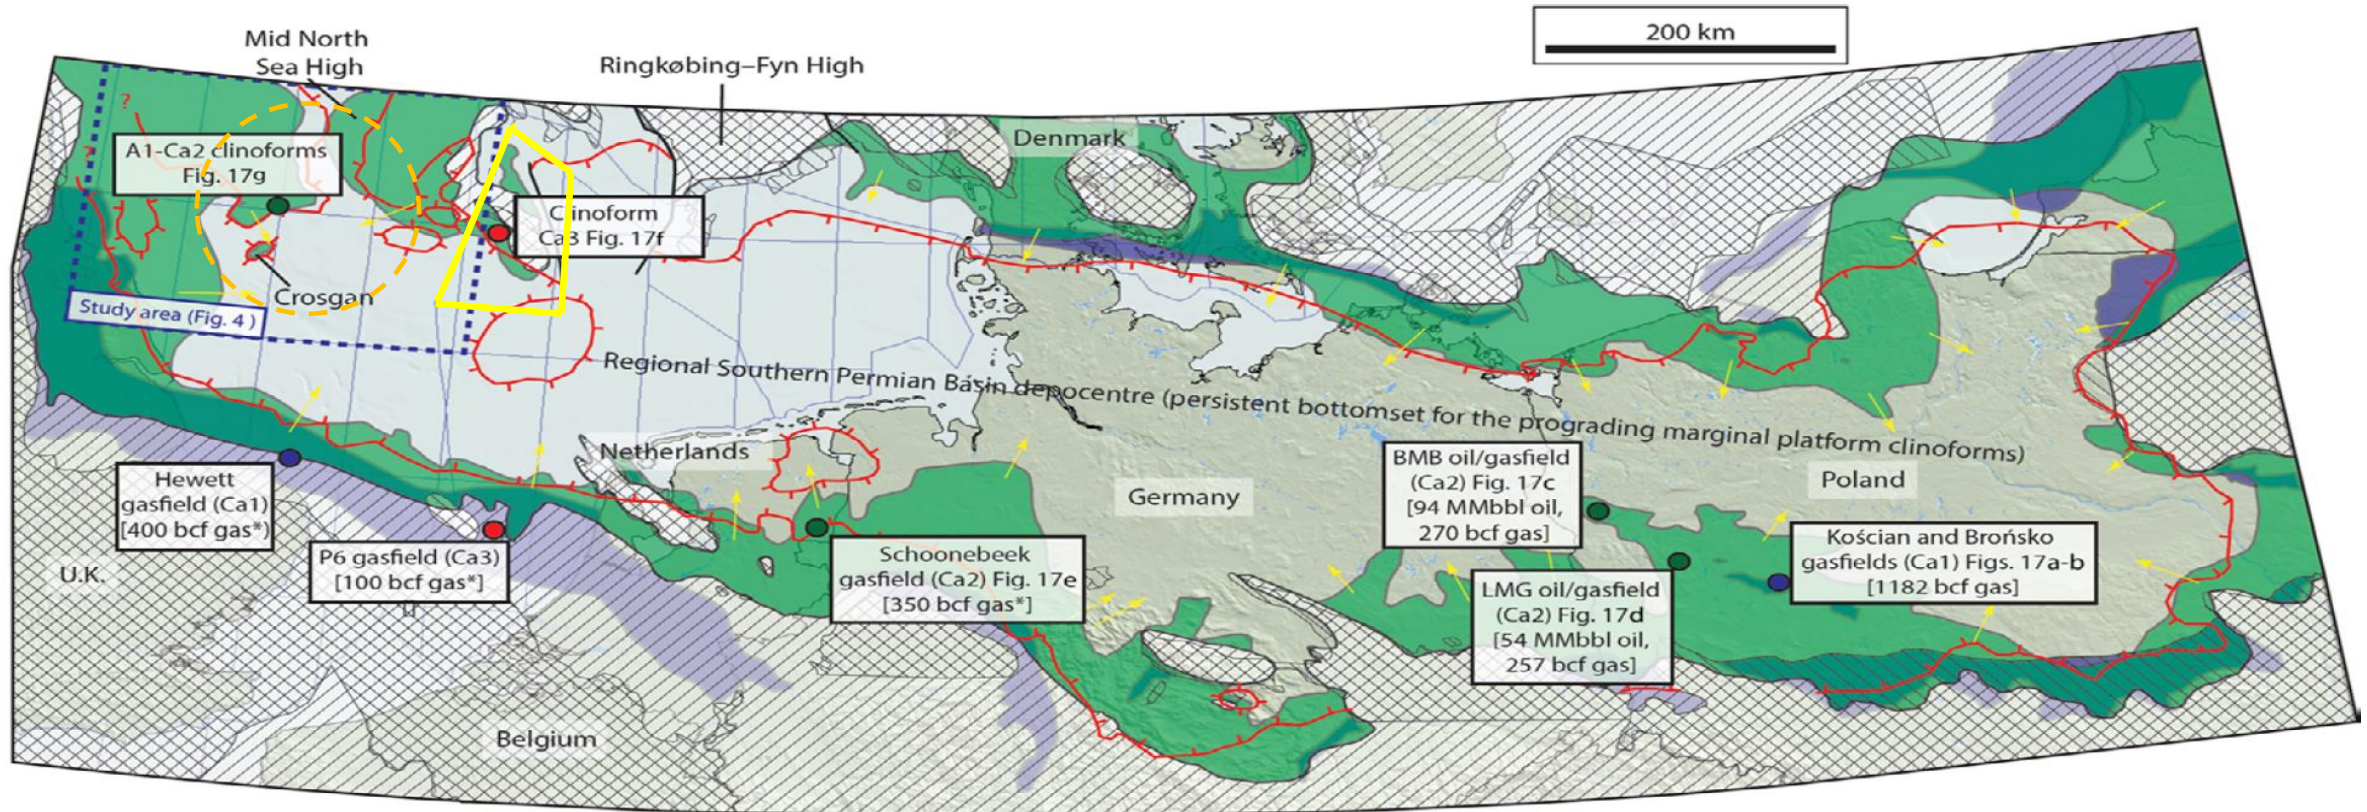 Mid North
Sea High
Ringkøbing–Fyn High
200 km
?
A1-Ca2 clinoforms
Fig. 17g
?
Denmark
Clinoform
Ca3 Fig. 17f
Crosgan
Study area (Fig. 4 )
Regional Southern Permian Basin depocentre (persistent bottomset for the prograding marginal platform clinoforms)
Netherlands
Germany
Poland
Hewett
gasfield (Ca1)
[400 bcf gas*)
P6 gasfield (Ca3)
[100 bcf gas*]
U.K.
Schoonebeek
gasfield (Ca2) Fig. 17e
[350 bcf gas*]
BMB oil/gasfield
(Ca2) Fig. 17c
[94 MMbbl oil,
270 bcf gas]
LMG oil/gasfield
(Ca2) Fig. 17d
[54 MMbbl oil,
257 bcf gas]
Kościan and Brońsko
gasfields (Ca1) Figs. 17a-b
[1182 bcf gas]
Belgium